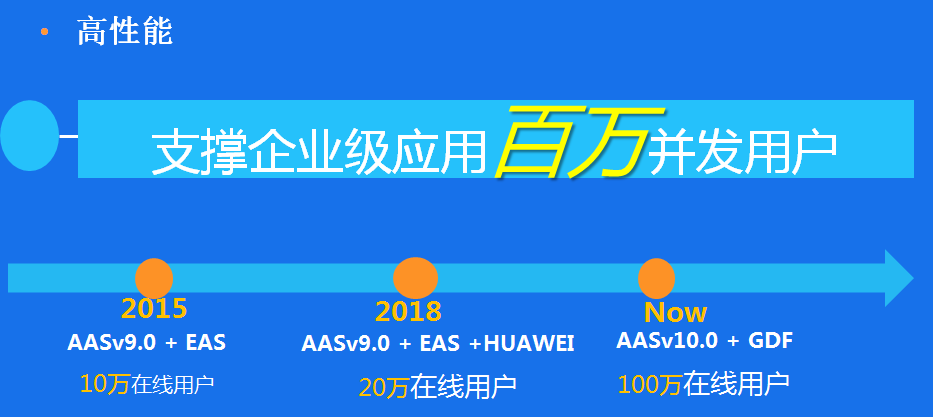 高性能
支撑企业级应用百万并发用户
2015
AASv9.0 + EAS
10万在线用户
2018
AASv9.0 + EAS +HUAWEI
20万在线用户
Now
AASv10.0 + GDF
100万在线用户